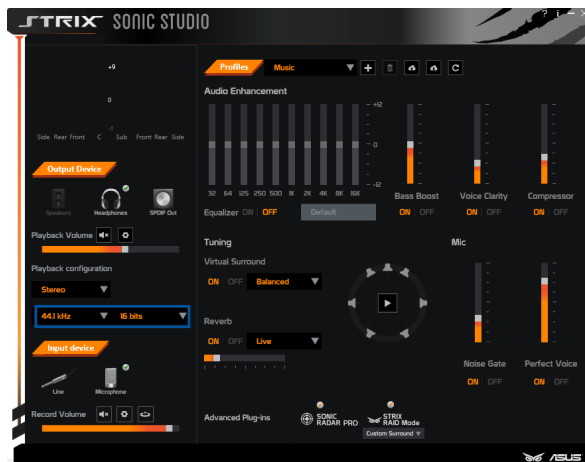 STRIX SONIC STUDIO
? i – ×
+9
0
-9
Side Rear Front C Sub Front Rear Side
Output Device
Speakers Headphones SPDIF Out
Playback Volume
Playback configuration
Stereo
44.1 kHz 16 bits
Input device
Line Microphone
Record Volume
Profiles Music
Audio Enhancement
+12
0
-12
32 64 125 250 500 1K 2K 4K 8K 16K
Equalizer ON OFF Default
Bass Boost Voice Clarity Compressor
ON OFF ON OFF ON OFF
Tuning
Virtual Surround
ON OFF Balanced
Reverb
ON OFF Live
Mic
Noise Gate Perfect Voice
ON OFF ON OFF
Advanced Plug-ins
SONIC
RADAR PRO
STRIX
RAID Mode
Custom Surround
ASUS